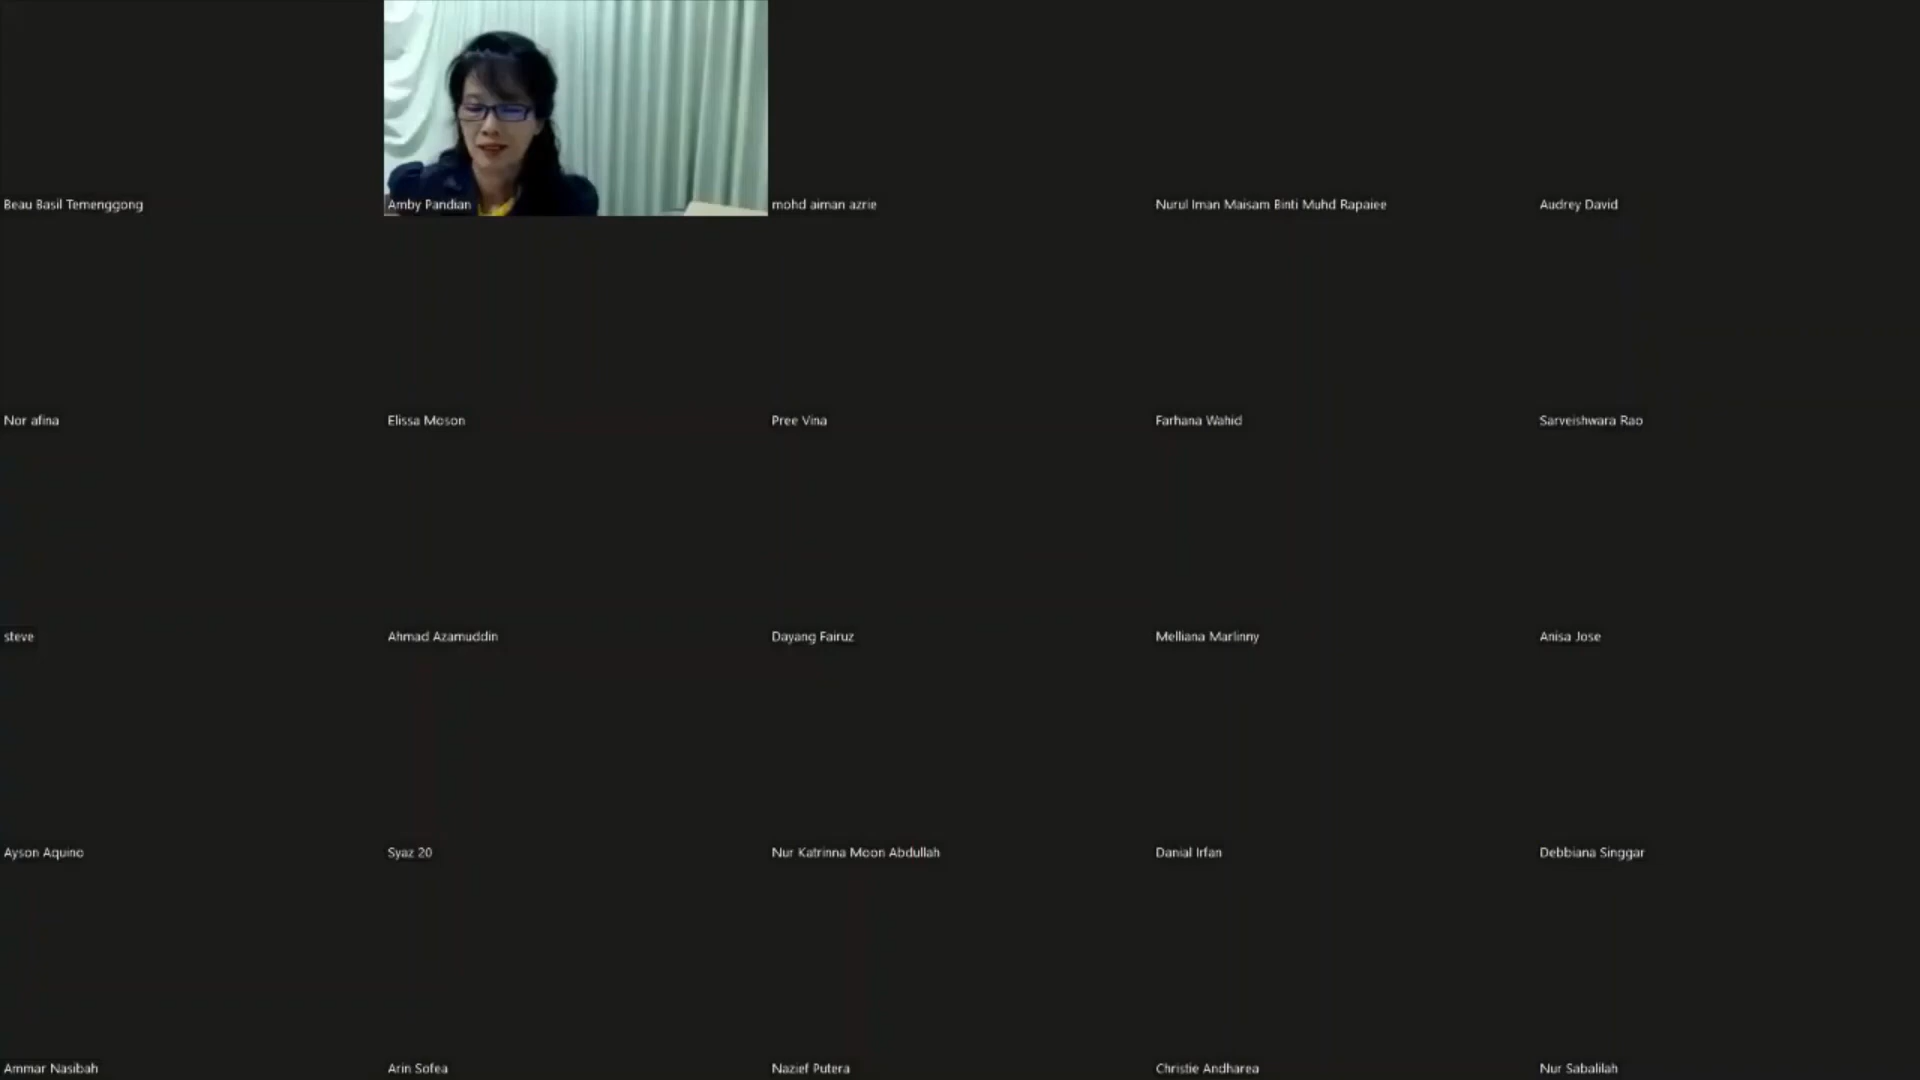 Beau Basil Temenggong
Amby Pandian
mohd aiman azrie
Nurul Iman Maisam Binti Muhd Rapaiee
Audrey David
Nor afina
Elissa Moson
Pree Vina
Farhana Wahid
Sarveishwara Rao
steve
Ahmad Azamuddin
Dayang Fairuz
Melliana Marlinny
Anisa Jose
Ayson Aquino
Syaz 20
Nur Katrinna Moon Abdullah
Danial Irfan
Debbiana Singgar
Ammar Nasibah
Arin Sofea
Nazief Putera
Christie Andharea
Nur Sabalilah